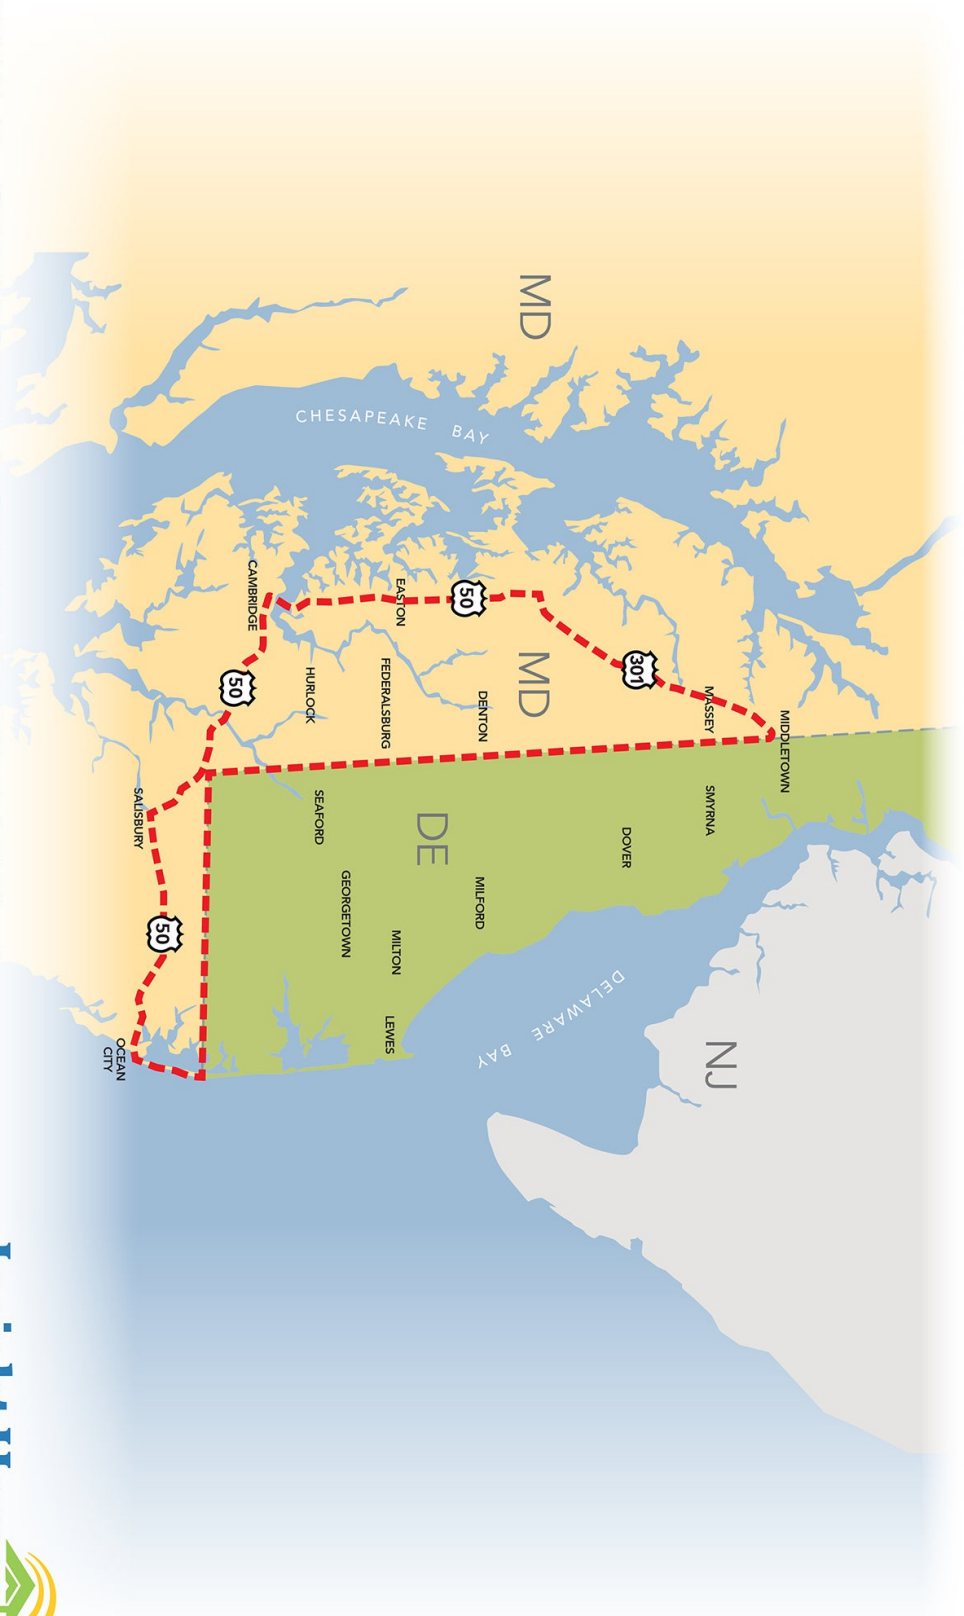 MIDDLETOWN
MASSEY
SMYRNA
NJ
301
DOVER
DELAWARE BAY
MD
MD
DENTON
MILFORD
50
CHESAPEAKE BAY
DE
EASTON
MILTON
LEWES
FEDERALSBURG
GEORGETOWN
SEAFORD
HURLOCK
CAMBRIDGE
50
50
SALISBURY
OCEAN
CITY